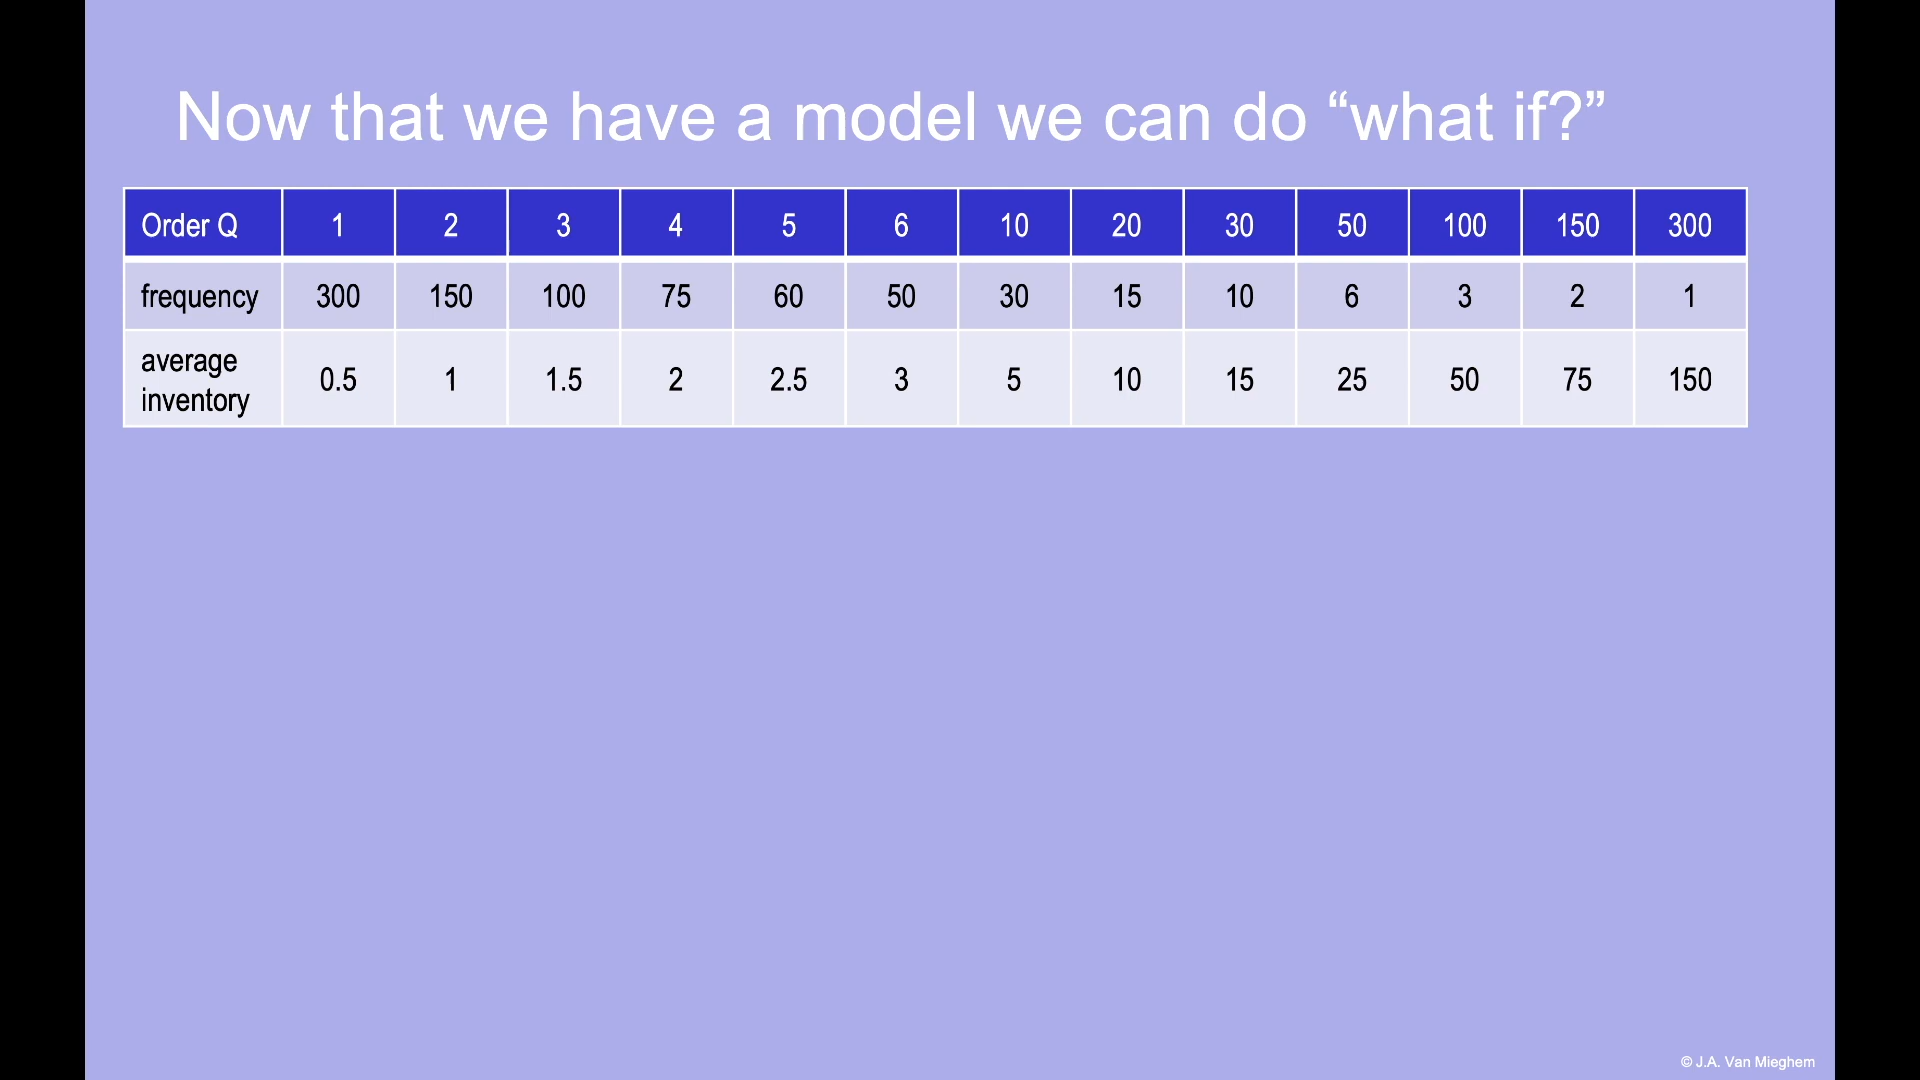 Now that we have a model we can do “what if?”
Order Q 1 2 3 4 5 6 10 20 30 50 100 150 300
frequency 300 150 100 75 60 50 30 15 10 6 3 2 1
average inventory 0.5 1 1.5 2 2.5 3 5 10 15 25 50 75 150
© J.A. Van Mieghem